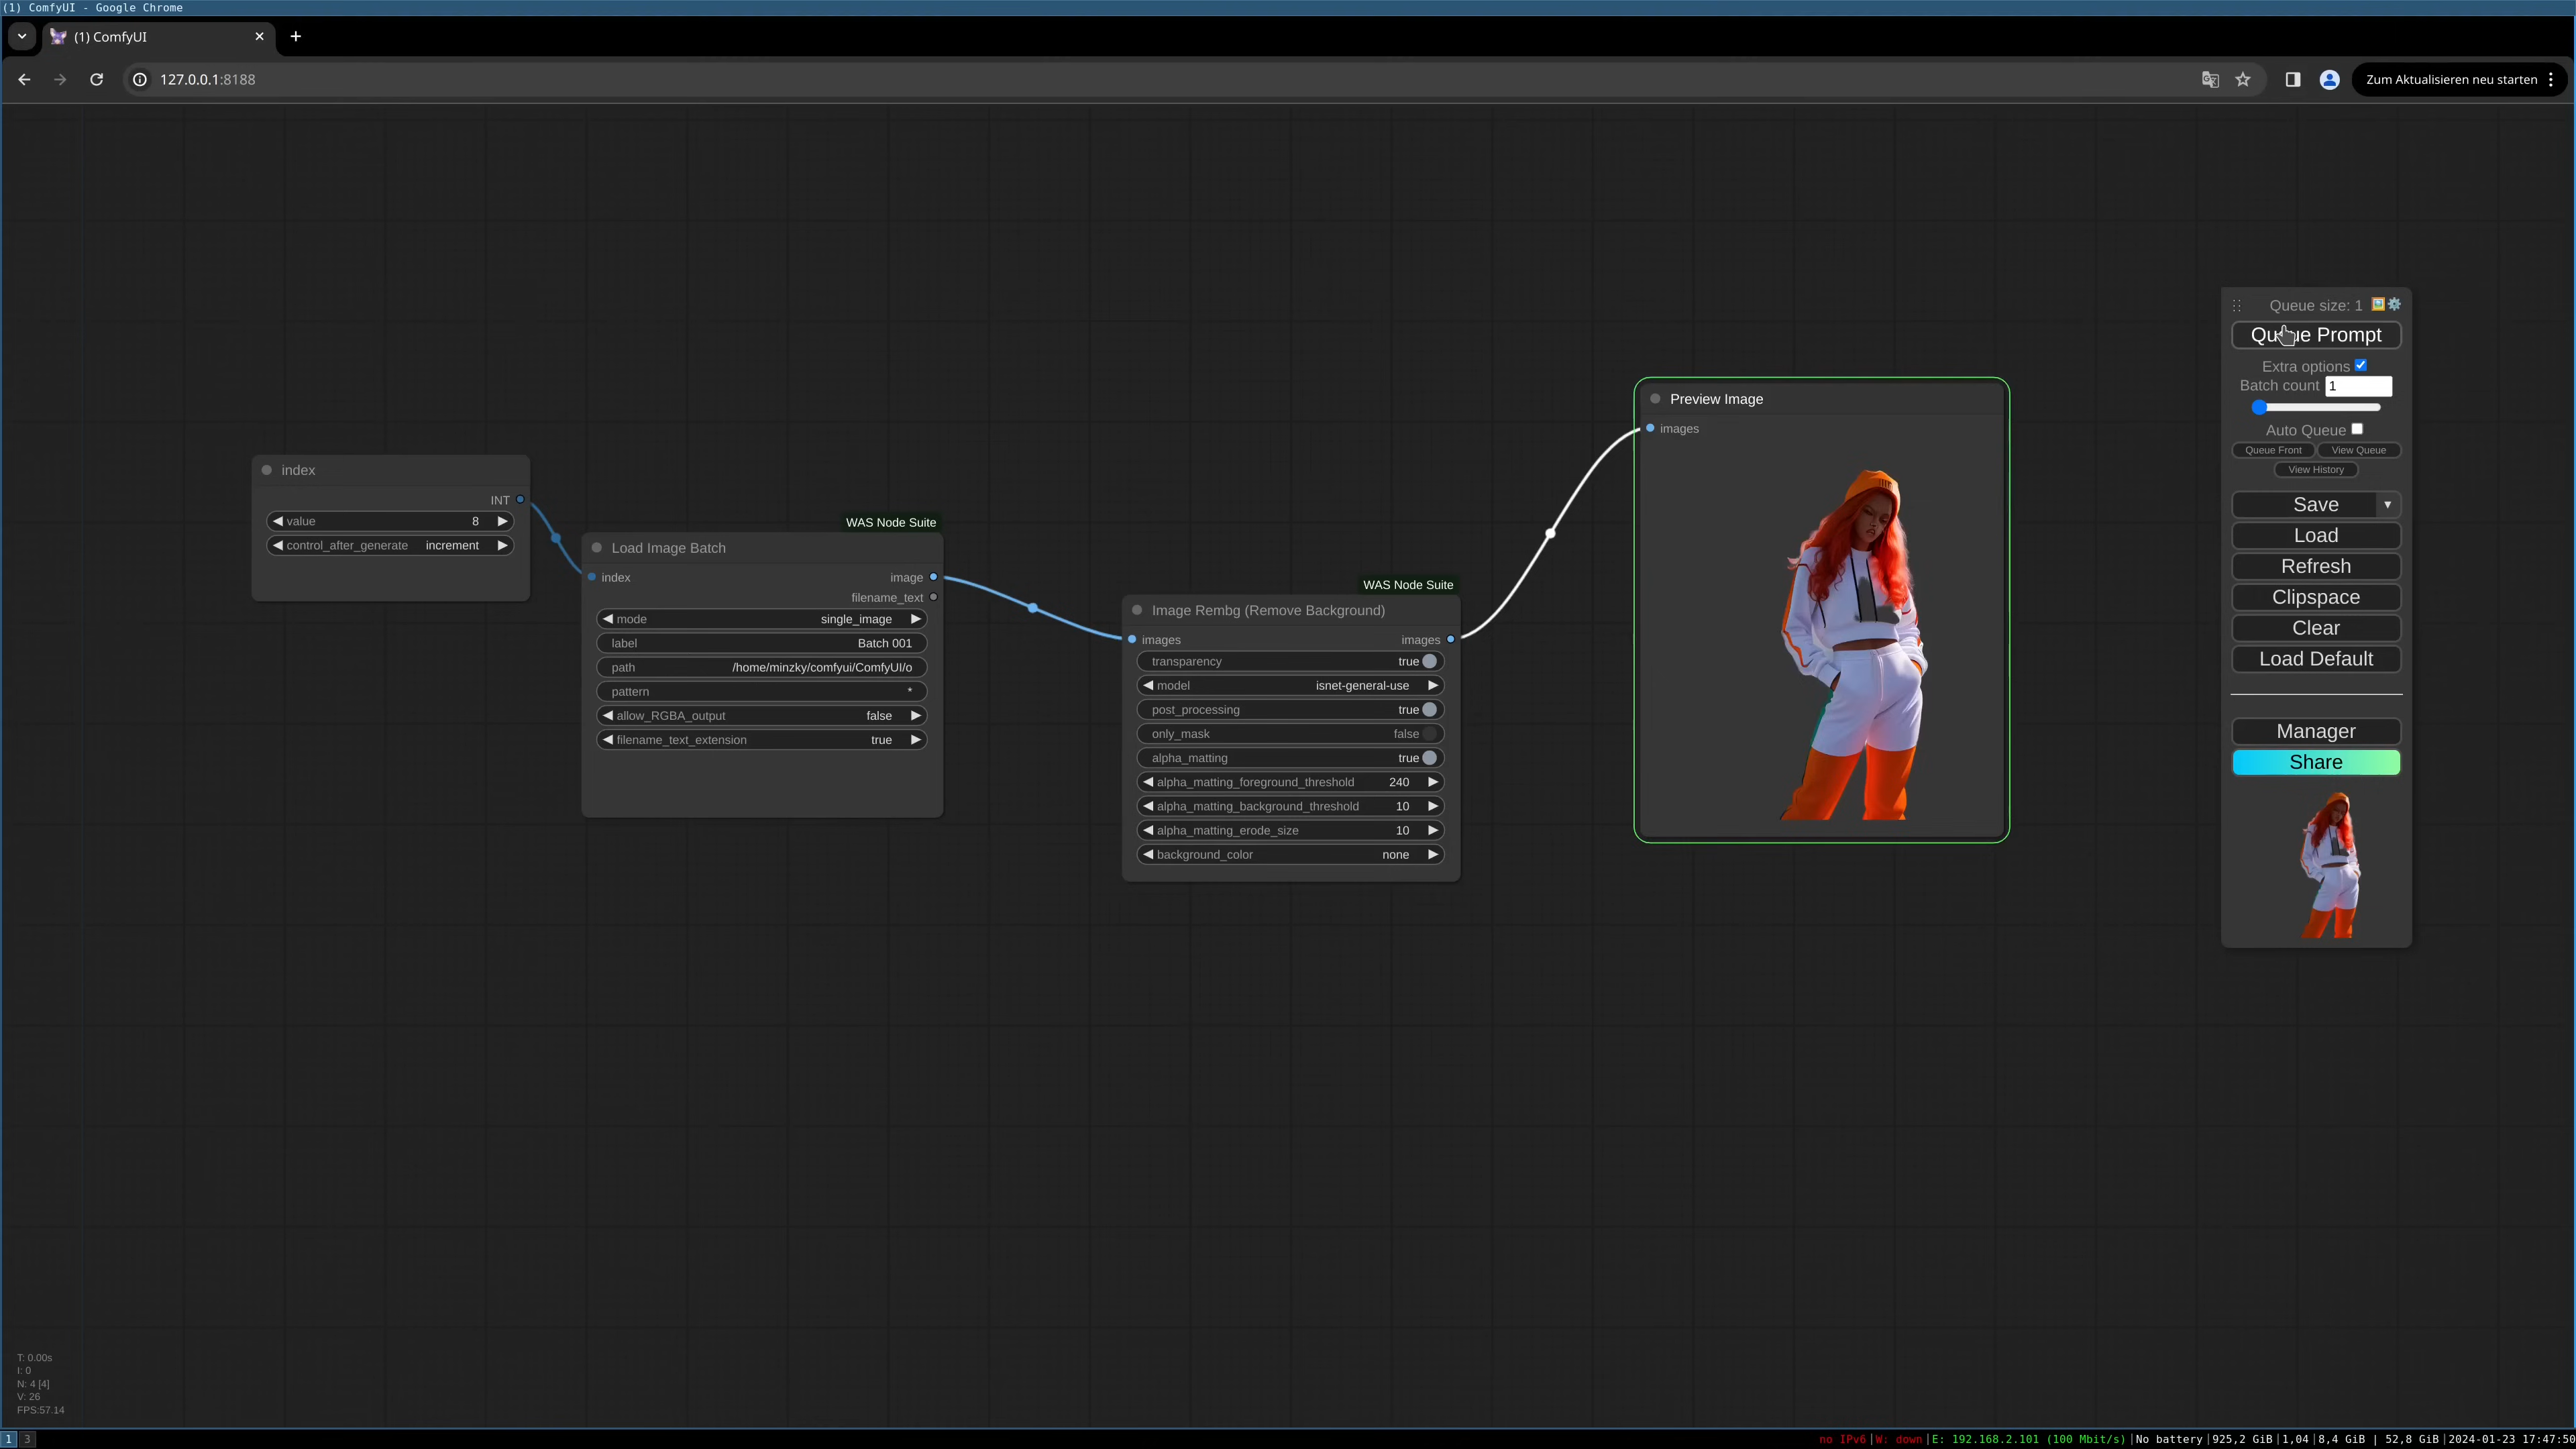 (1) ComfyUI - Google Chrome
(1) ComfyUI
127.0.0.1:8188
Zum Aktualisieren neu starten
index
INT
value 8
control_after_generate increment
WAS Node Suite
Load Image Batch
index image
filename_text
mode single_image
label Batch 001
path /home/minzky/comfyui/ComfyUI/o
pattern *
allow_RGBA_output false
filename_text_extension true
WAS Node Suite
Image Rembg (Remove Background)
images images
transparency true
model isnet-general-use
post_processing true
only_mask false
alpha_matting true
alpha_matting_foreground_threshold 240
alpha_matting_background_threshold 10
alpha_matting_erode_size 10
background_color none
Preview Image
images
Queue size: 1
Queue Prompt
Extra options
Batch count 1
Auto Queue
Queue Front View Queue
View History
Save
Load
Refresh
Clipspace
Clear
Load Default
Manager
Share
T: 0.00s
I: 0
N: 4 [4]
V: 26
FPS:57.14
1 3
no IPv6|W: down|E: 192.168.2.101 (100 Mbit/s)|No battery|925,2 GiB|1,04|8,4 GiB | 52,8 GiB|2024-01-23 17:47:50